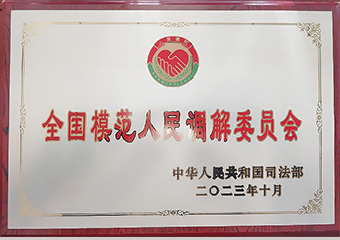 全国模范人民调解委员会
中华人民共和国司法部
二〇二三年十月